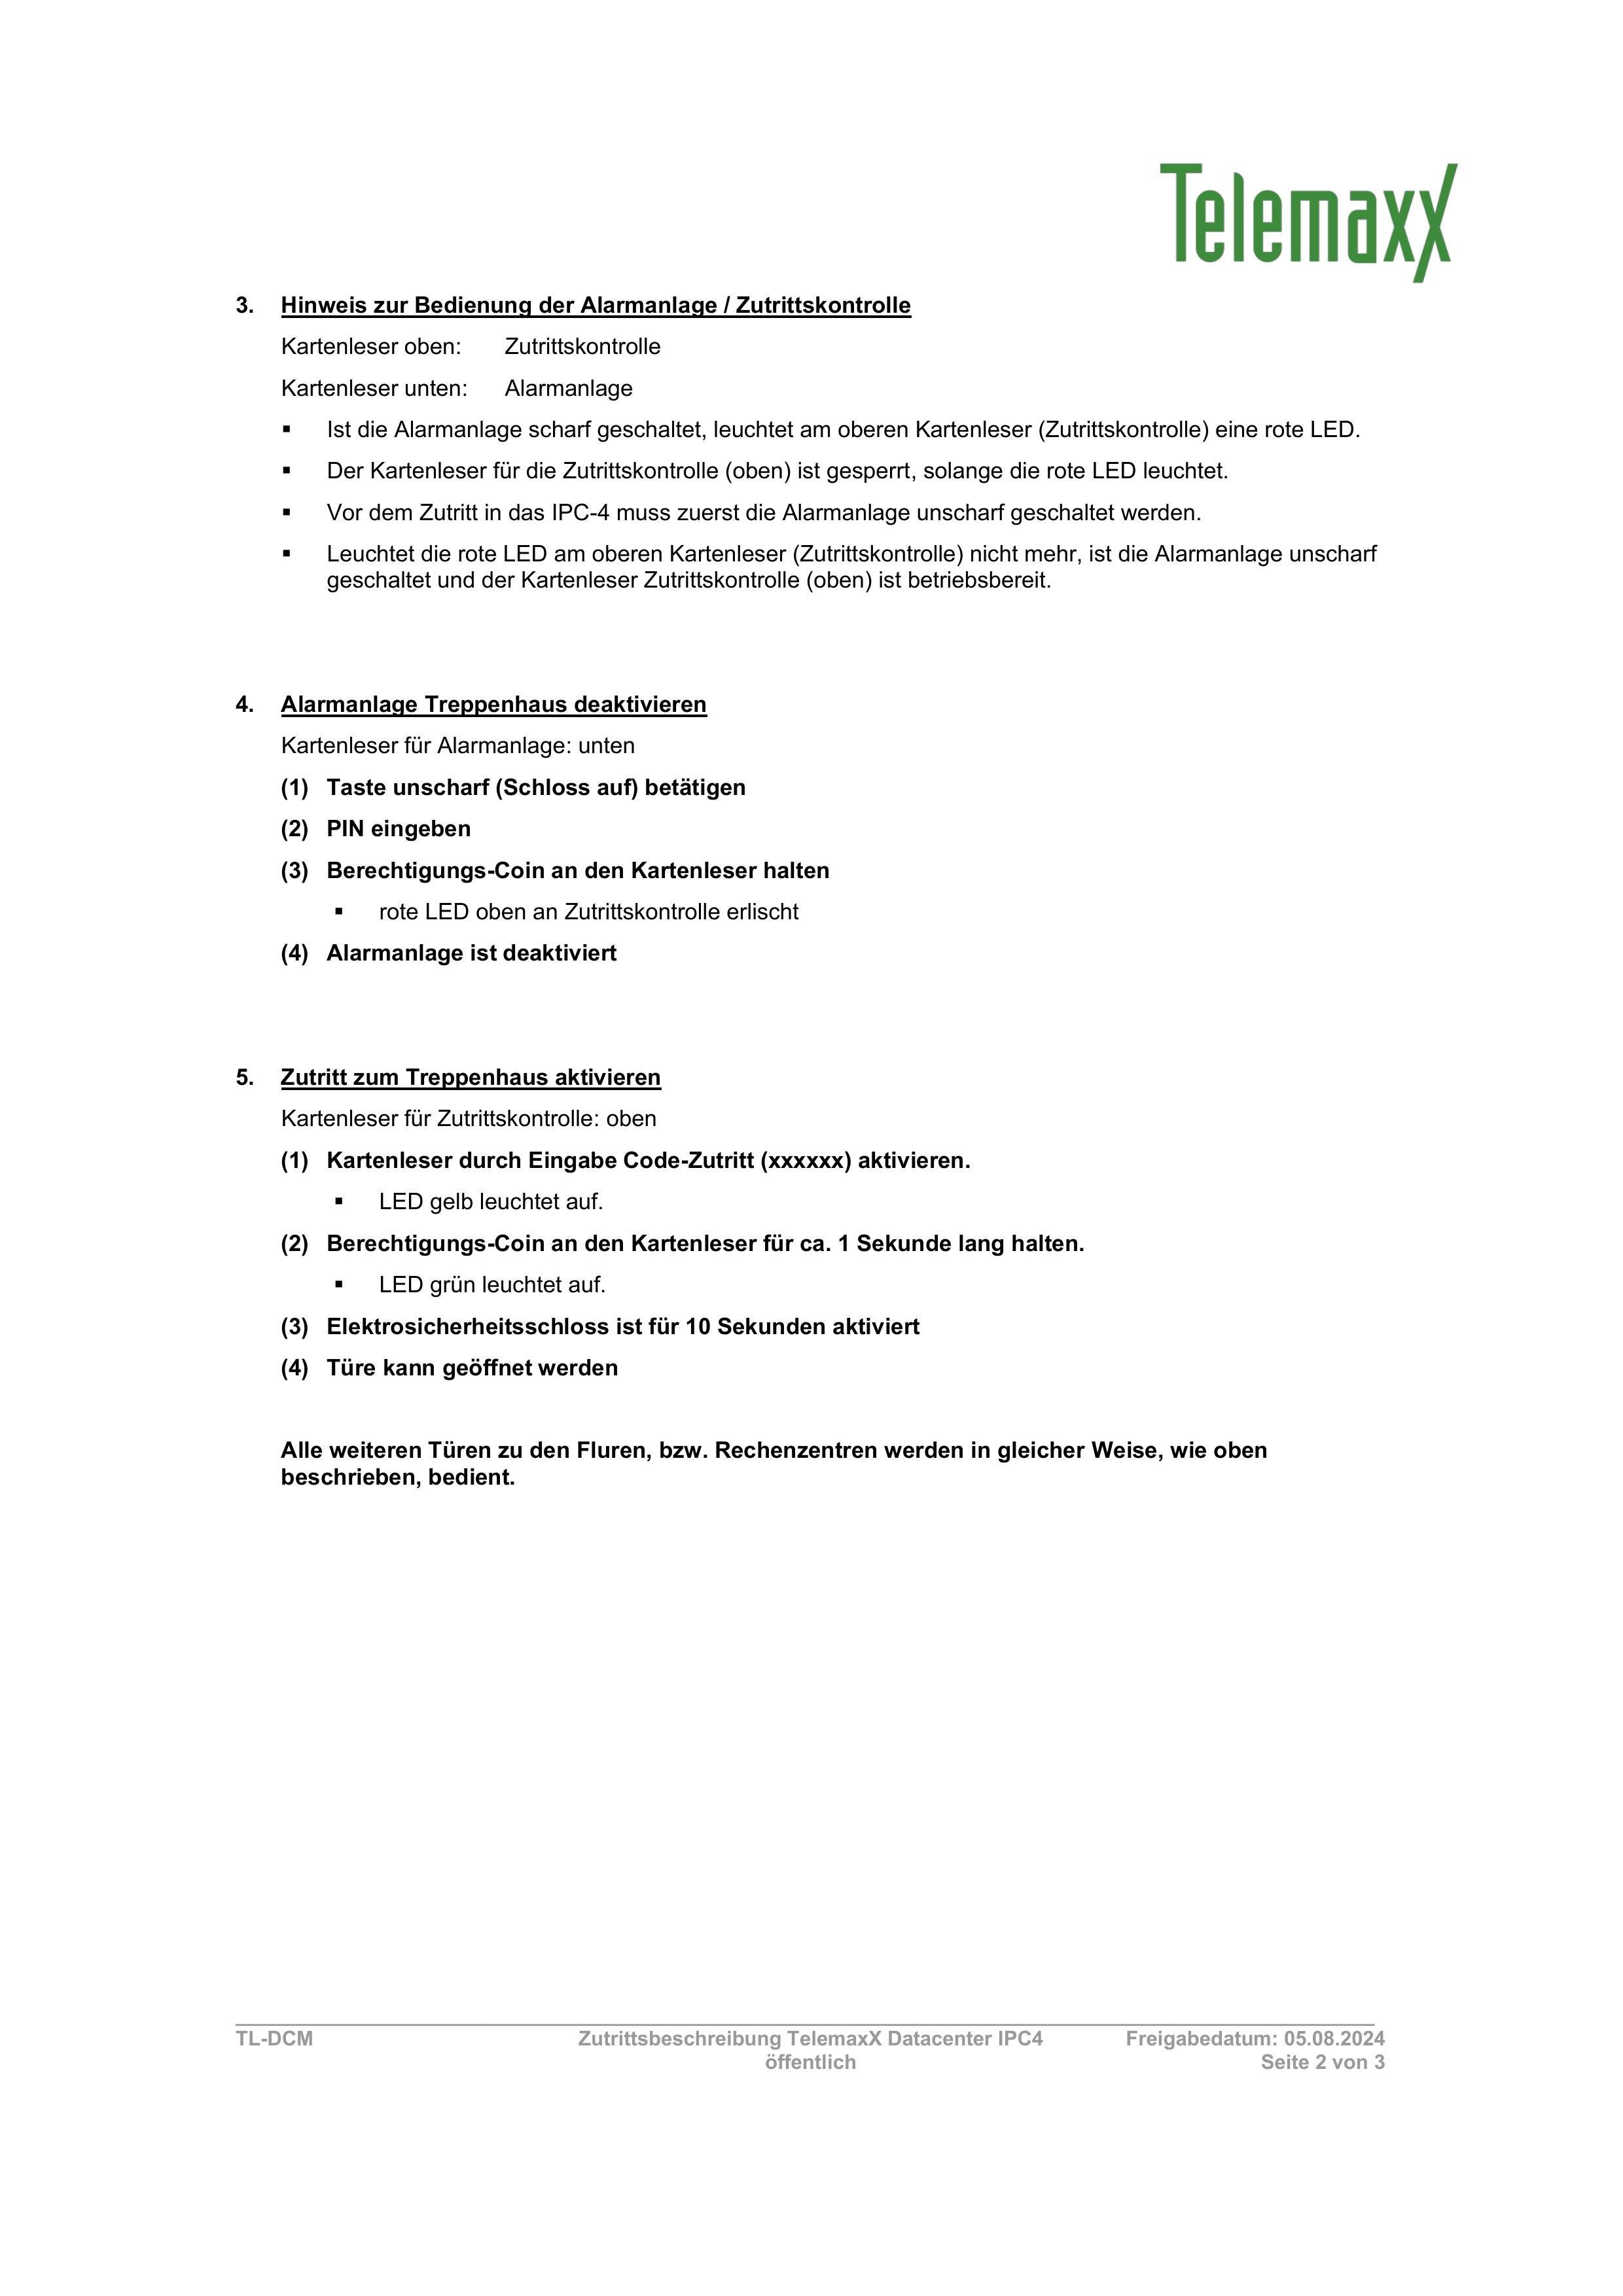 TelemaxX
3. Hinweis zur Bedienung der Alarmanlage / Zutrittskontrolle
Kartenleser oben: Zutrittskontrolle
Kartenleser unten: Alarmanlage
▪ Ist die Alarmanlage scharf geschaltet, leuchtet am oberen Kartenleser (Zutrittskontrolle) eine rote LED.
▪ Der Kartenleser für die Zutrittskontrolle (oben) ist gesperrt, solange die rote LED leuchtet.
▪ Vor dem Zutritt in das IPC-4 muss zuerst die Alarmanlage unscharf geschaltet werden.
▪ Leuchtet die rote LED am oberen Kartenleser (Zutrittskontrolle) nicht mehr, ist die Alarmanlage unscharf
geschaltet und der Kartenleser Zutrittskontrolle (oben) ist betriebsbereit.
4. Alarmanlage Treppenhaus deaktivieren
Kartenleser für Alarmanlage: unten
(1) Taste unscharf (Schloss auf) betätigen
(2) PIN eingeben
(3) Berechtigungs-Coin an den Kartenleser halten
▪ rote LED oben an Zutrittskontrolle erlischt
(4) Alarmanlage ist deaktiviert
5. Zutritt zum Treppenhaus aktivieren
Kartenleser für Zutrittskontrolle: oben
(1) Kartenleser durch Eingabe Code-Zutritt (xxxxxx) aktivieren.
▪ LED gelb leuchtet auf.
(2) Berechtigungs-Coin an den Kartenleser für ca. 1 Sekunde lang halten.
▪ LED grün leuchtet auf.
(3) Elektrosicherheitsschloss ist für 10 Sekunden aktiviert
(4) Türe kann geöffnet werden
Alle weiteren Türen zu den Fluren, bzw. Rechenzentren werden in gleicher Weise, wie oben
beschrieben, bedient.
TL-DCM Zutrittsbeschreibung TelemaxX Datacenter IPC4 Freigabedatum: 05.08.2024
öffentlich Seite 2 von 3